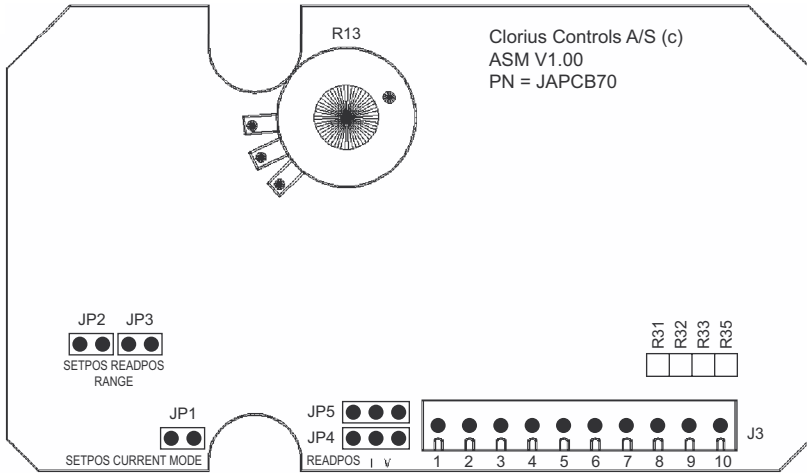 R13
Clorius Controls A/S (c)
ASM V1.00
PN = JAPCB70
JP2 JP3
SETPOS READPOS
RANGE
R31 R32 R33 R35
JP1
SETPOS CURRENT MODE
JP5
JP4
READPOS I V
J3
1 2 3 4 5 6 7 8 9 10